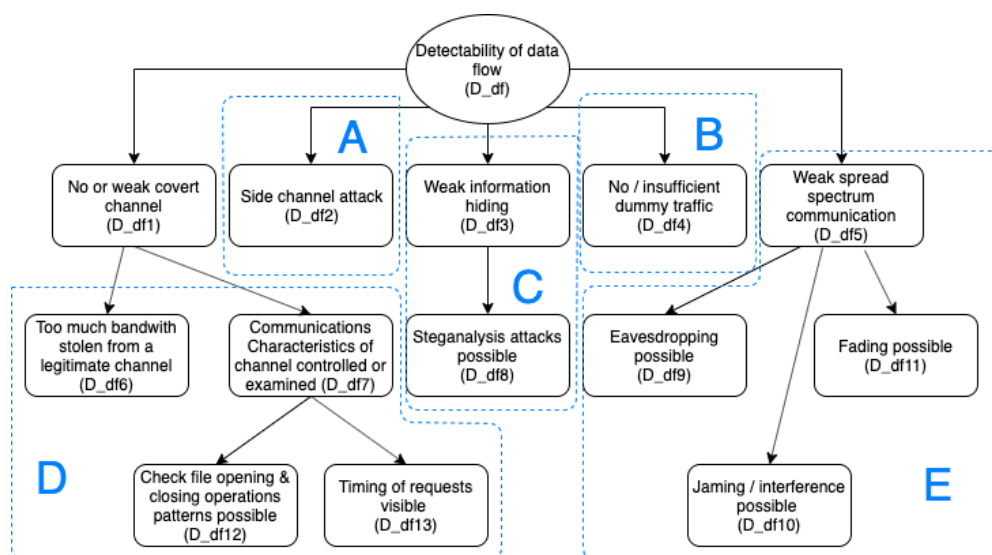 Detectability of data
flow
(D_df)
A
B
No or weak covert
channel
(D_df1)
Side channel attack
(D_df2)
Weak information
hiding
(D_df3)
No / insufficient
dummy traffic
(D_df4)
Weak spread
spectrum
communication
(D_df5)
C
Too much bandwith
stolen from a
legitimate channel
(D_df6)
Communications
Characteristics of
channel controlled or
examined (D_df7)
Steganalysis attacks
possible
(D_df8)
Eavesdropping
possible
(D_df9)
Fading possible
(D_df11)
D
Check file opening &
closing operations
patterns possible
(D_df12)
Timing of requests
visible
(D_df13)
Jaming / interference
possible
(D_df10)
E